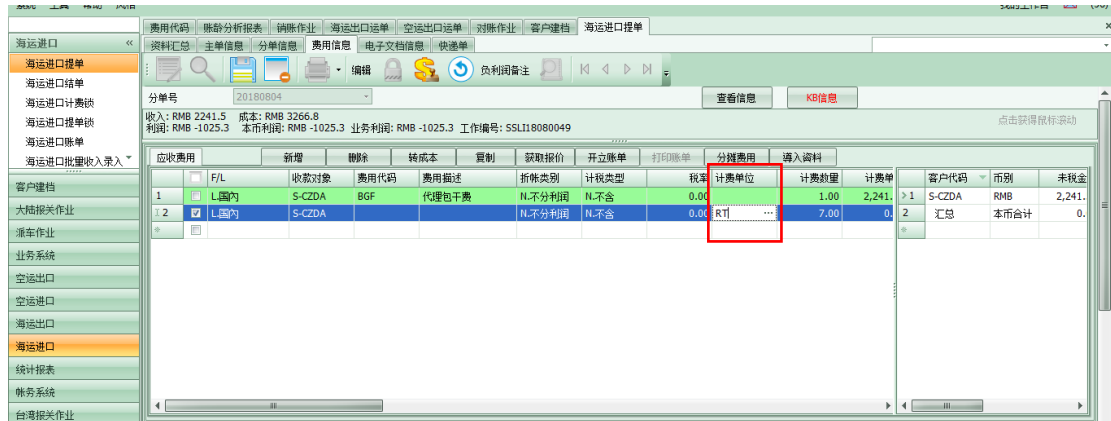 系统 工具 帮助 风格
费用代码 账龄分析报表 销账作业 海运出口运单 空运出口运单 对账作业 客户建档 海运进口提单
海运进口 «
资料汇总 主单信息 分单信息 费用信息 电子文档信息 快递单
海运进口提单
海运进口结单
海运进口计费锁
海运进口提单锁
海运进口账单
海运进口批量收入录入
编辑 负利润备注
分单号 20180804 查看信息 KB信息
收入: RMB 2241.5 成本: RMB 3266.8
利润: RMB -1025.3 本币利润: RMB -1025.3 业务利润: RMB -1025.3 工作编号: SSLI18080049
点击获得鼠标滚动
应收费用 新增 删除 转成本 复制 获取报价 开立账单 打印账单 分摊费用 導入資料
F/L 收款对象 费用代码 费用描述 折帐类别 计税类型 税率 计费单位 计费数量 计费单 客户代码 币别 未税金
1 L.国内 S-CZDA BGF 代理包干费 N.不分利润 N.不含 0.00 1.00 2,241. >1 S-CZDA RMB 2,241.
2 L.国内 S-CZDA N.不分利润 N.不含 0.00 RT ... 7.00 0. 2 汇总 本币合计 0.
客户建档
大陆报关作业
派车作业
业务系统
空运出口
空运进口
海运出口
海运进口
统计报表
帐务系统
台湾报关作业